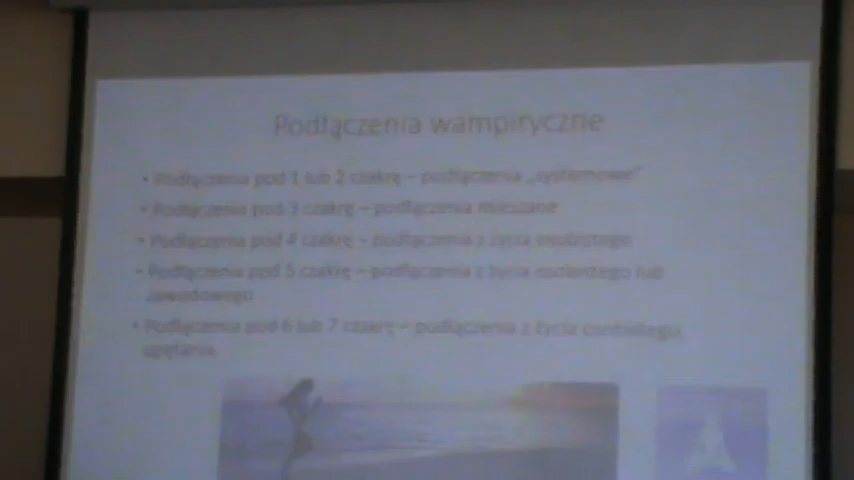 Podłączenia wampiryczne
• Podłączenia pod 1 lub 2 czakrę – podłączenia „systemowe”
• Podłączenia pod 3 czakrę – podłączenia mieszane
• Podłączenia pod 4 czakrę – podłączenia z życia osobistego
• Podłączenia pod 5 czakrę – podłączenia z życia osobistego lub
zawodowego
• Podłączenia pod 6 lub 7 czakrę – podłączenia z życia osobistego,
opętania.